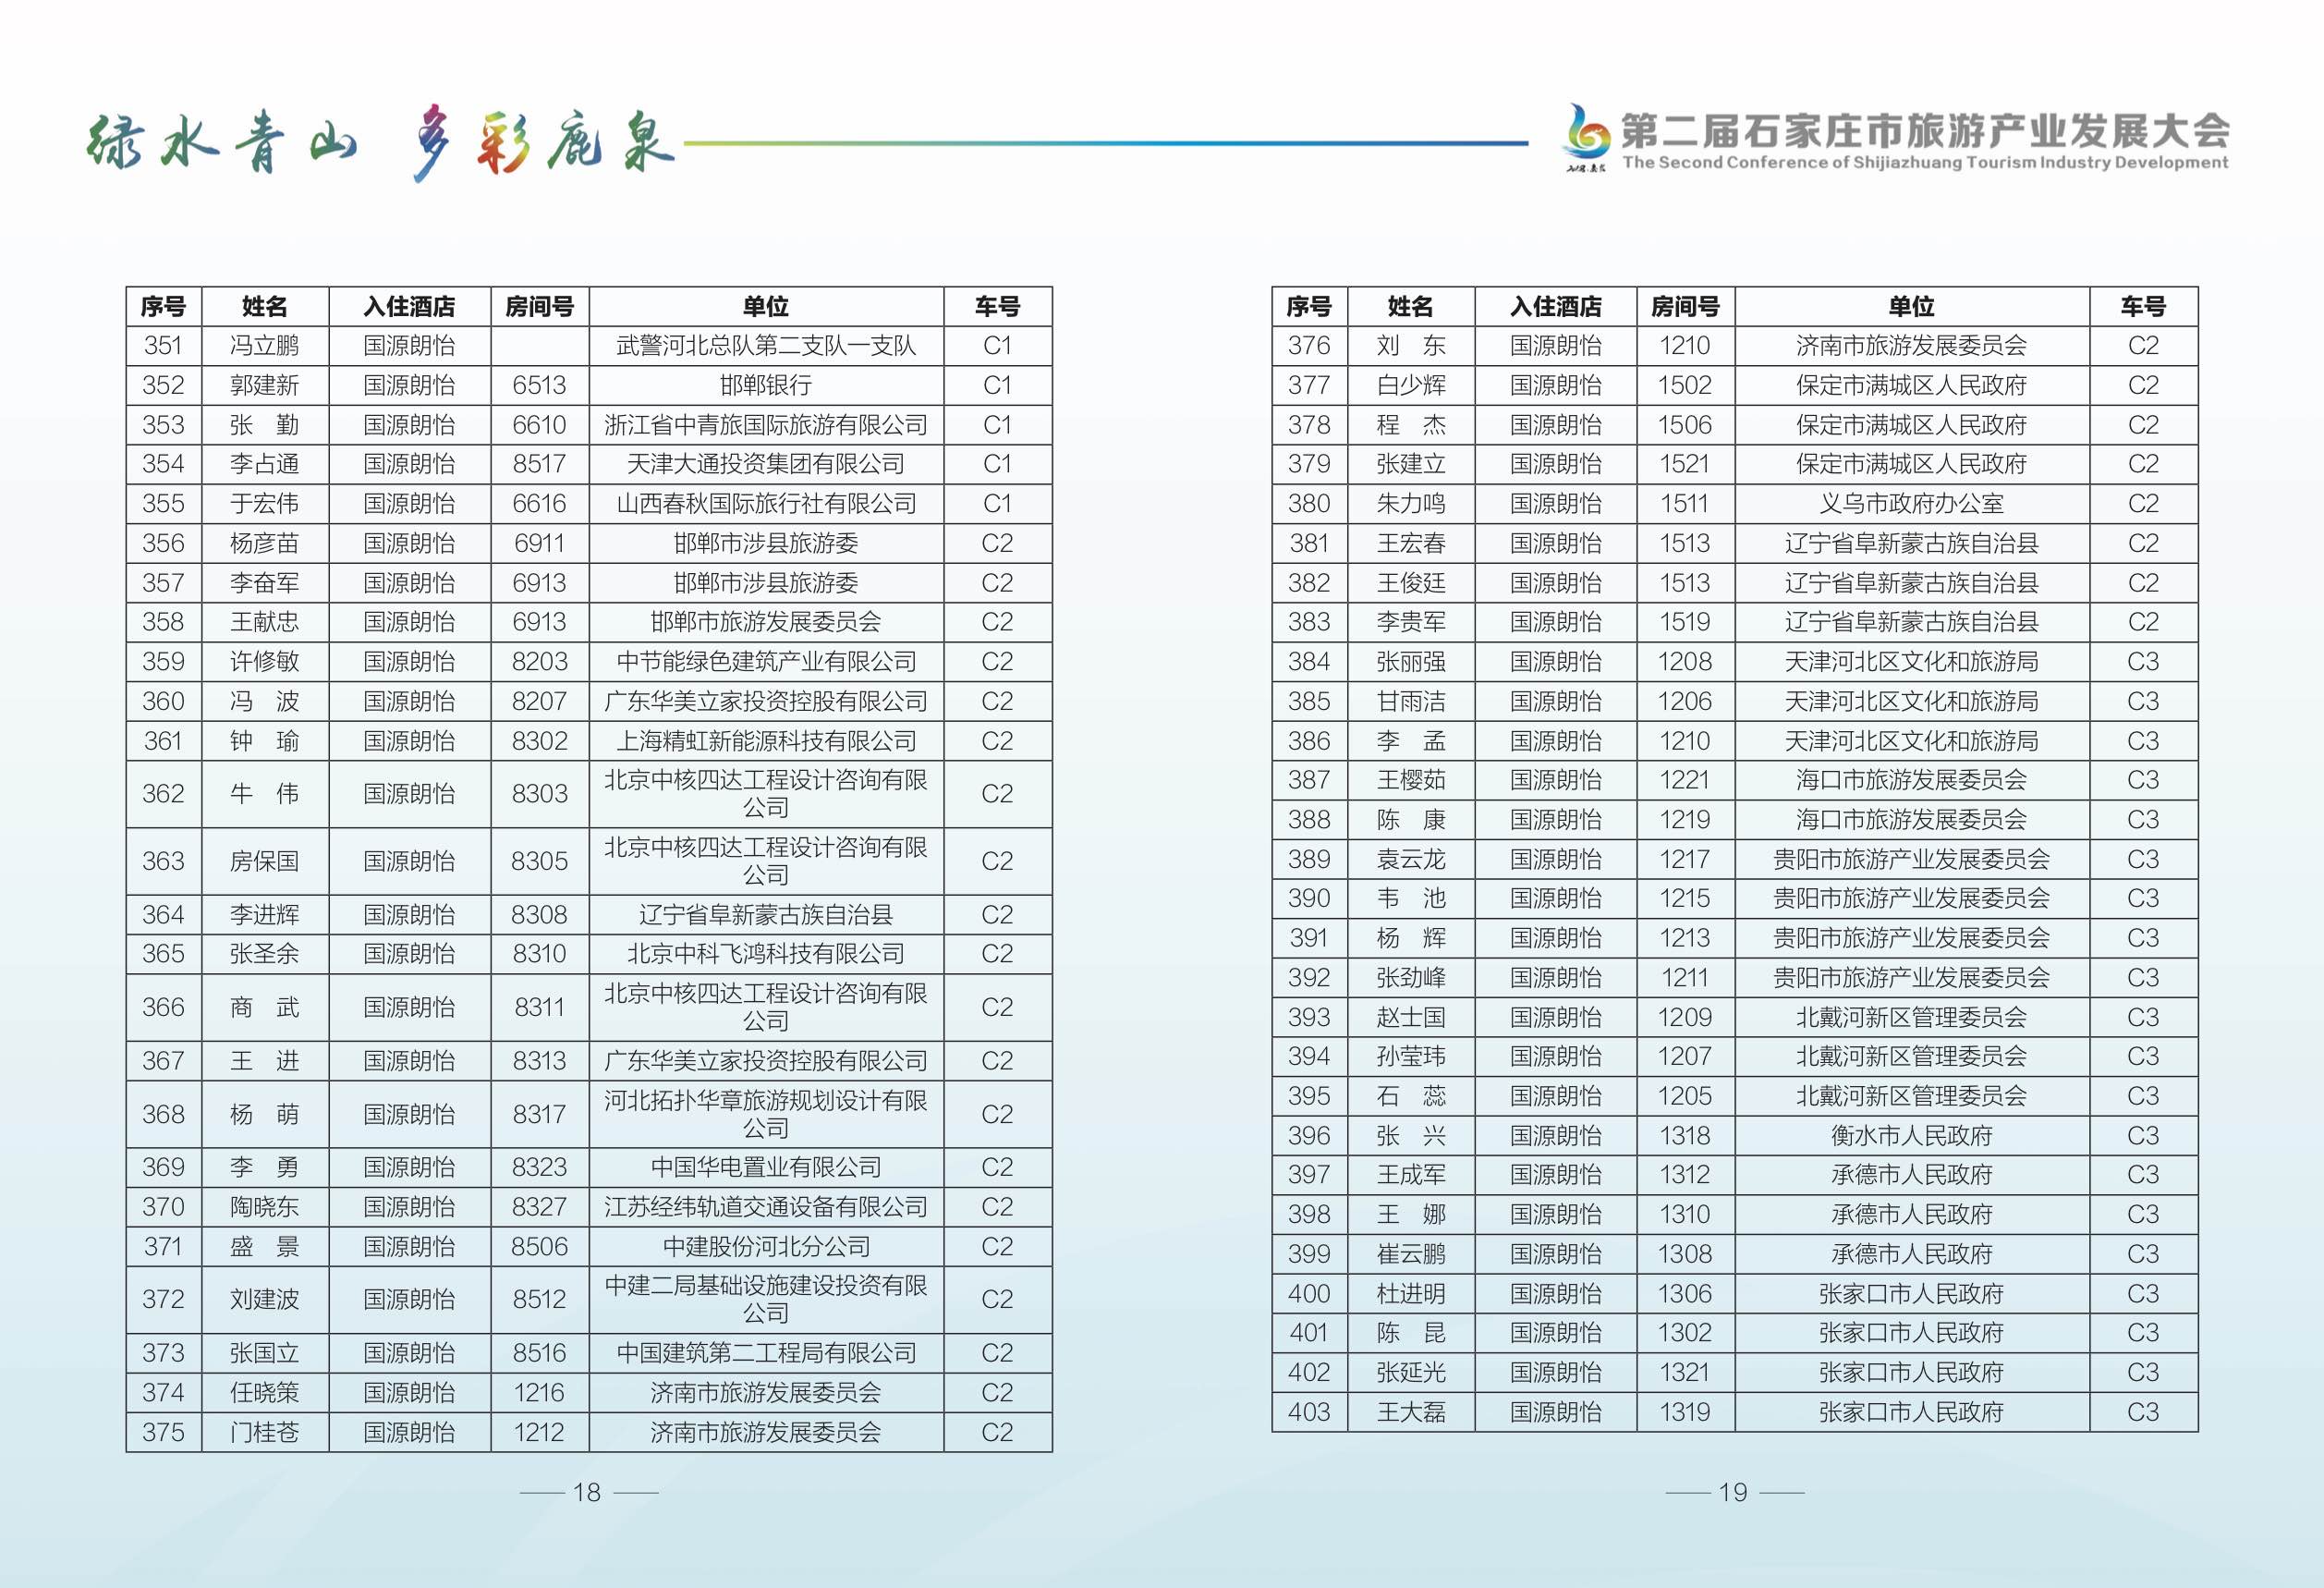 绿水青山 多彩鹿泉
第二届石家庄市旅游产业发展大会
The Second Conference of Shijiazhuang Tourism Industry Development
序号 姓名 入住酒店 房间号 单位 车号
351 冯立鹏 国源朗怡 武警河北总队第二支队一支队 C1
352 郭建新 国源朗怡 6513 邯郸银行 C1
353 张 勤 国源朗怡 6610 浙江省中青旅国际旅游有限公司 C1
354 李占通 国源朗怡 8517 天津大通投资集团有限公司 C1
355 于宏伟 国源朗怡 6616 山西春秋国际旅行社有限公司 C1
356 杨彦苗 国源朗怡 6911 邯郸市涉县旅游委 C2
357 李奋军 国源朗怡 6913 邯郸市涉县旅游委 C2
358 王献忠 国源朗怡 6913 邯郸市旅游发展委员会 C2
359 许修敏 国源朗怡 8203 中节能绿色建筑产业有限公司 C2
360 冯 波 国源朗怡 8207 广东华美立家投资控股有限公司 C2
361 钟 瑜 国源朗怡 8302 上海精虹新能源科技有限公司 C2
362 牛 伟 国源朗怡 8303 北京中核四达工程设计咨询有限
公司 C2
363 房保国 国源朗怡 8305 北京中核四达工程设计咨询有限
公司 C2
364 李进辉 国源朗怡 8308 辽宁省阜新蒙古族自治县 C2
365 张圣余 国源朗怡 8310 北京中科飞鸿科技有限公司 C2
366 商 武 国源朗怡 8311 北京中核四达工程设计咨询有限
公司 C2
367 王 进 国源朗怡 8313 广东华美立家投资控股有限公司 C2
368 杨 萌 国源朗怡 8317 河北拓扑华章旅游规划设计有限
公司 C2
369 李 勇 国源朗怡 8323 中国华电置业有限公司 C2
370 陶晓东 国源朗怡 8327 江苏经纬轨道交通设备有限公司 C2
371 盛 景 国源朗怡 8506 中建股份河北分公司 C2
372 刘建波 国源朗怡 8512 中建二局基础设施建设投资有限
公司 C2
373 张国立 国源朗怡 8516 中国建筑第二工程局有限公司 C2
374 任晓策 国源朗怡 1216 济南市旅游发展委员会 C2
375 门桂苍 国源朗怡 1212 济南市旅游发展委员会 C2
18
序号 姓名 入住酒店 房间号 单位 车号
376 刘 东 国源朗怡 1210 济南市旅游发展委员会 C2
377 白少辉 国源朗怡 1502 保定市满城区人民政府 C2
378 程 杰 国源朗怡 1506 保定市满城区人民政府 C2
379 张建立 国源朗怡 1521 保定市满城区人民政府 C2
380 朱力鸣 国源朗怡 1511 义乌市政府办公室 C2
381 王宏春 国源朗怡 1513 辽宁省阜新蒙古族自治县 C2
382 王俊廷 国源朗怡 1513 辽宁省阜新蒙古族自治县 C2
383 李贵军 国源朗怡 1519 辽宁省阜新蒙古族自治县 C2
384 张丽强 国源朗怡 1208 天津河北区文化和旅游局 C3
385 甘雨洁 国源朗怡 1206 天津河北区文化和旅游局 C3
386 李 孟 国源朗怡 1210 天津河北区文化和旅游局 C3
387 王樱茹 国源朗怡 1221 海口市旅游发展委员会 C3
388 陈 康 国源朗怡 1219 海口市旅游发展委员会 C3
389 袁云龙 国源朗怡 1217 贵阳市旅游产业发展委员会 C3
390 韦 池 国源朗怡 1215 贵阳市旅游产业发展委员会 C3
391 杨 辉 国源朗怡 1213 贵阳市旅游产业发展委员会 C3
392 张劲峰 国源朗怡 1211 贵阳市旅游产业发展委员会 C3
393 赵士国 国源朗怡 1209 北戴河新区管理委员会 C3
394 孙莹玮 国源朗怡 1207 北戴河新区管理委员会 C3
395 石 蕊 国源朗怡 1205 北戴河新区管理委员会 C3
396 张 兴 国源朗怡 1318 衡水市人民政府 C3
397 王成军 国源朗怡 1312 承德市人民政府 C3
398 王 娜 国源朗怡 1310 承德市人民政府 C3
399 崔云鹏 国源朗怡 1308 承德市人民政府 C3
400 杜进明 国源朗怡 1306 张家口市人民政府 C3
401 陈 昆 国源朗怡 1302 张家口市人民政府 C3
402 张延光 国源朗怡 1321 张家口市人民政府 C3
403 王大磊 国源朗怡 1319 张家口市人民政府 C3
19